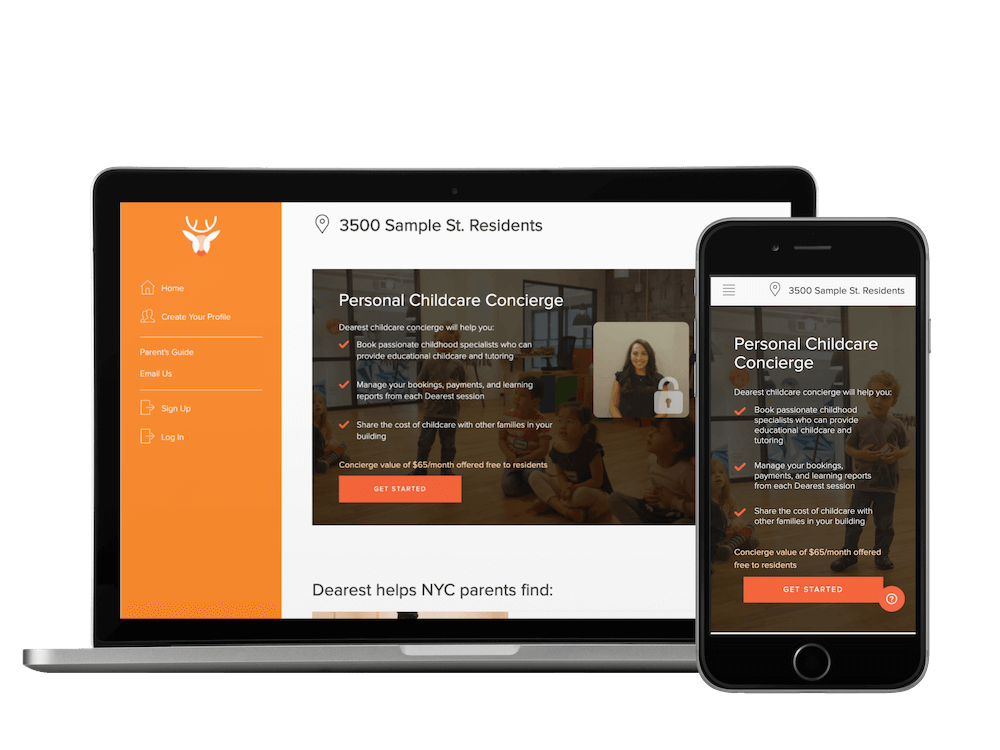 Home
Create Your Profile
Parent's Guide
Email Us
Sign Up
Log In
3500 Sample St. Residents
Personal Childcare Concierge
Dearest childcare concierge will help you:
Book passionate childhood specialists who can
provide educational childcare and tutoring
Manage your bookings, payments, and learning
reports from each Dearest session
Share the cost of childcare with other families in your
building
Concierge value of $65/month offered free to residents
GET STARTED
Dearest helps NYC parents find:
3500 Sample St. Residents
Personal Childcare
Concierge
Dearest childcare concierge will help you:
Book passionate childhood
specialists who can provide
educational childcare and
tutoring
Manage your bookings,
payments, and learning reports
from each Dearest session
Share the cost of childcare with
other families in your building
Concierge value of $65/month offered
free to residents
GET STARTED
?